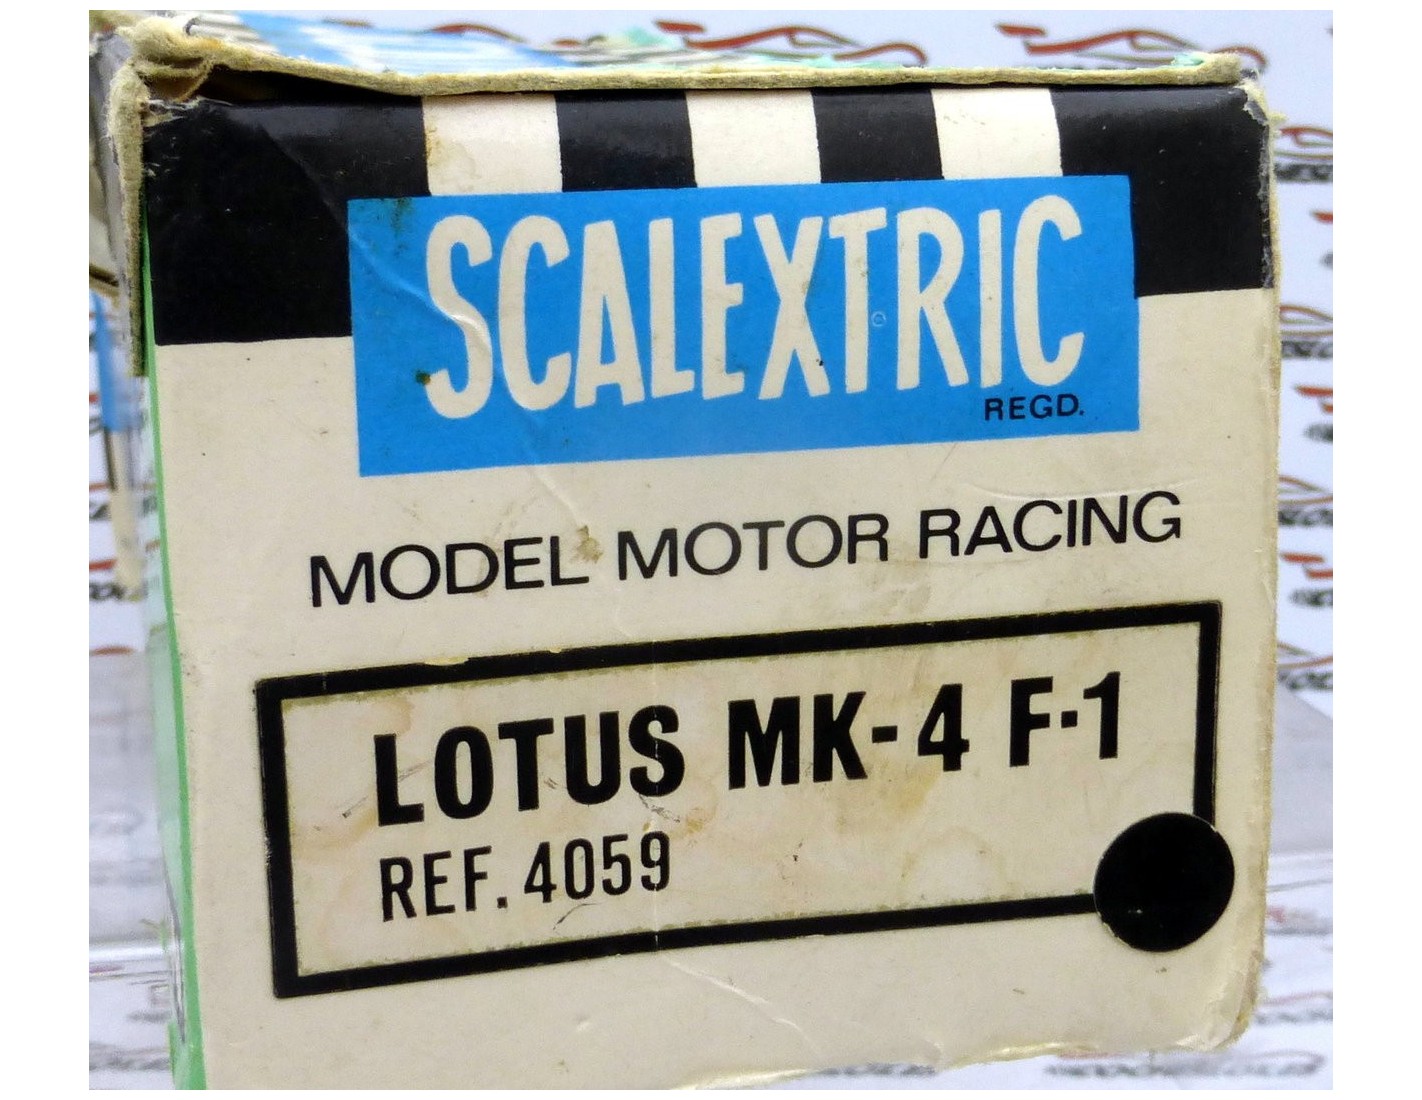 SCALEXTRIC
REGD.
MODEL MOTOR RACING
LOTUS MK-4 F·1
REF. 4059